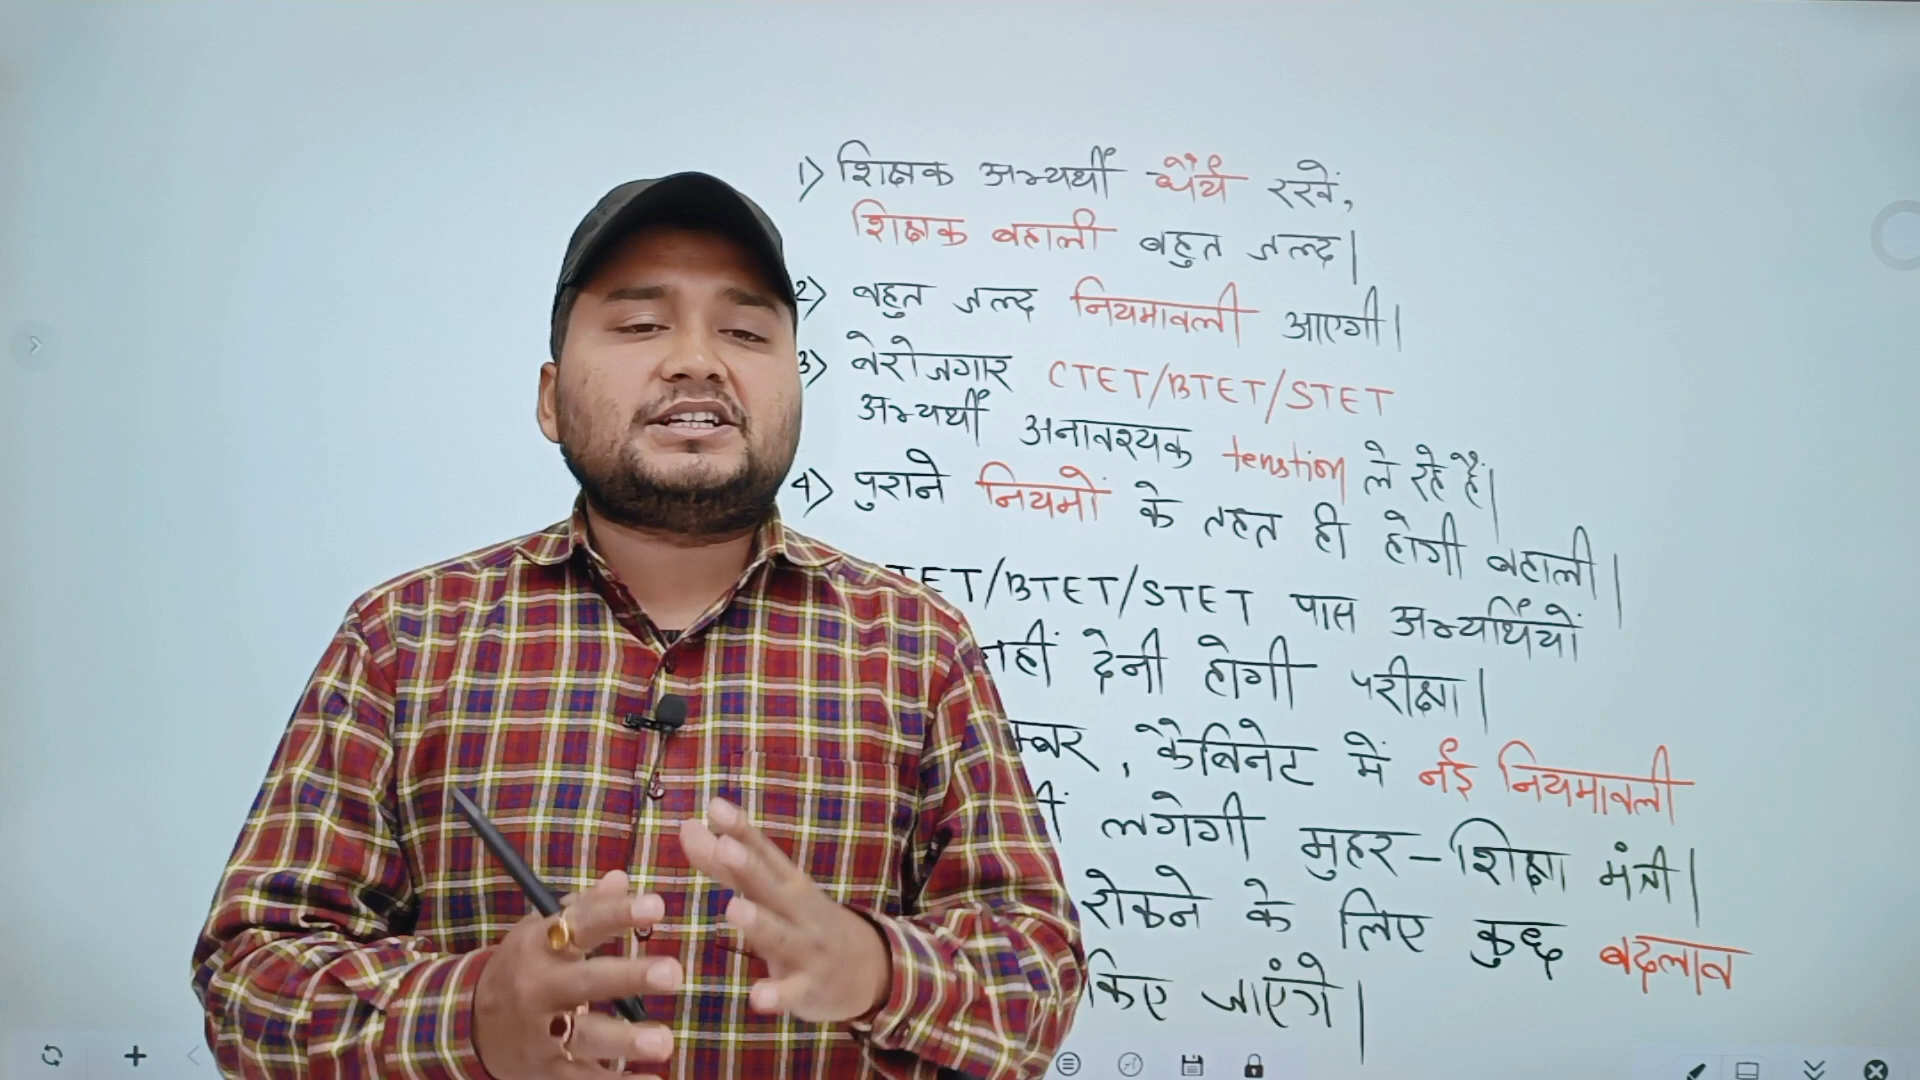 1) शिक्षक अभ्यर्थी धैर्य रखें,
शिक्षक बहाली बहुत जल्द|
2) बहुत जल्द नियमावली आएगी|
3) बेरोजगार CTET/BTET/STET
अभ्यर्थी अनावश्यक tenstion ले रहे हैं|
4) पुराने नियमों के तहत ही होगी बहाली|
TET/BTET/STET पास अभ्यर्थियों
नहीं देनी होगी परीक्षा|
, कैबिनेट में नई नियमावली
लगेगी मुहर - शिक्षा मंत्री|
रोकने के लिए कुछ बदलाव
किए जाएंगे|